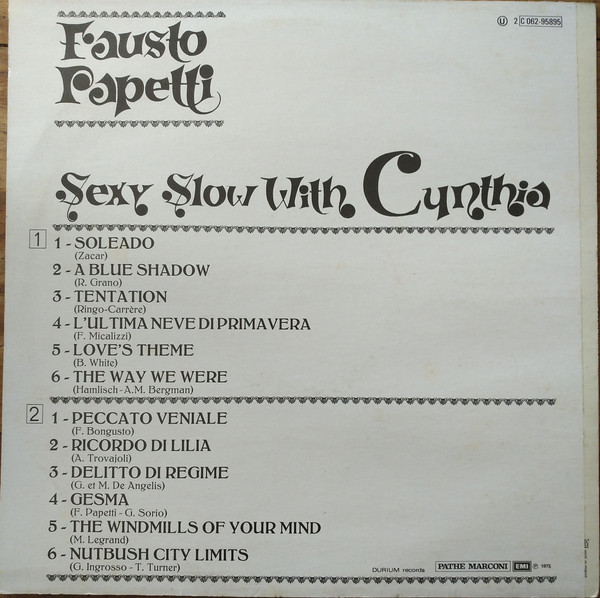 Fausto
Papetti
Ⓤ 2 C 062-95895
Sexy Slow With Cynthia
1
1 - SOLEADO
(Zacar)
2 - A BLUE SHADOW
(R. Grano)
3 - TENTATION
(Ringo-Carrère)
4 - L'ULTIMA NEVE DI PRIMAVERA
(F. Micalizzi)
5 - LOVE'S THEME
(B. White)
6 - THE WAY WE WERE
(Hamlisch - A.M. Bergman)
2
1 - PECCATO VENIALE
(F. Bongusto)
2 - RICORDO DI LILIA
(A. Trovajoli)
3 - DELITTO DI REGIME
(G. et M. De Angelis)
4 - GESMA
(F. Papetti - G. Sorio)
5 - THE WINDMILLS OF YOUR MIND
(M. Legrand)
6 - NUTBUSH CITY LIMITS
(G. Ingrosso - T. Turner)
DURIUM records PATHE MARCONI EMI ℗ 1975